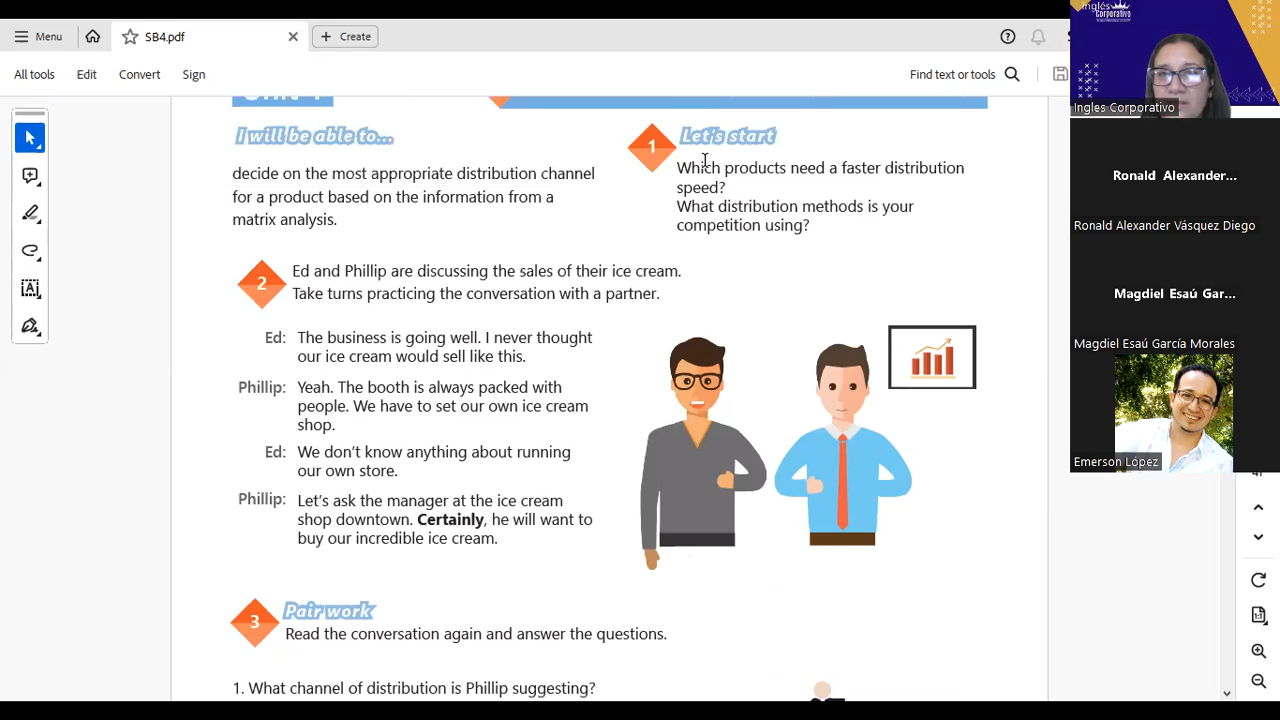 Menu
SB4.pdf
Create
All tools
Edit
Convert
Sign
Find text or tools
I will be able to...
decide on the most appropriate distribution channel
for a product based on the information from a
matrix analysis.
1
Let's start
Which products need a faster distribution
speed?
What distribution methods is your
competition using?
2
Ed and Phillip are discussing the sales of their ice cream.
Take turns practicing the conversation with a partner.
Ed: The business is going well. I never thought
our ice cream would sell like this.
Phillip: Yeah. The booth is always packed with
people. We have to set our own ice cream
shop.
Ed: We don't know anything about running
our own store.
Phillip: Let's ask the manager at the ice cream
shop downtown. Certainly, he will want to
buy our incredible ice cream.
3
Pair work
Read the conversation again and answer the questions.
1. What channel of distribution is Phillip suggesting?
Inglés
Corporativo
Ingles Corporativo
Ronald Alexander...
Ronald Alexander Vásquez Diego
Magdiel Esaú Gar...
Magdiel Esaú García Morales
Emerson López